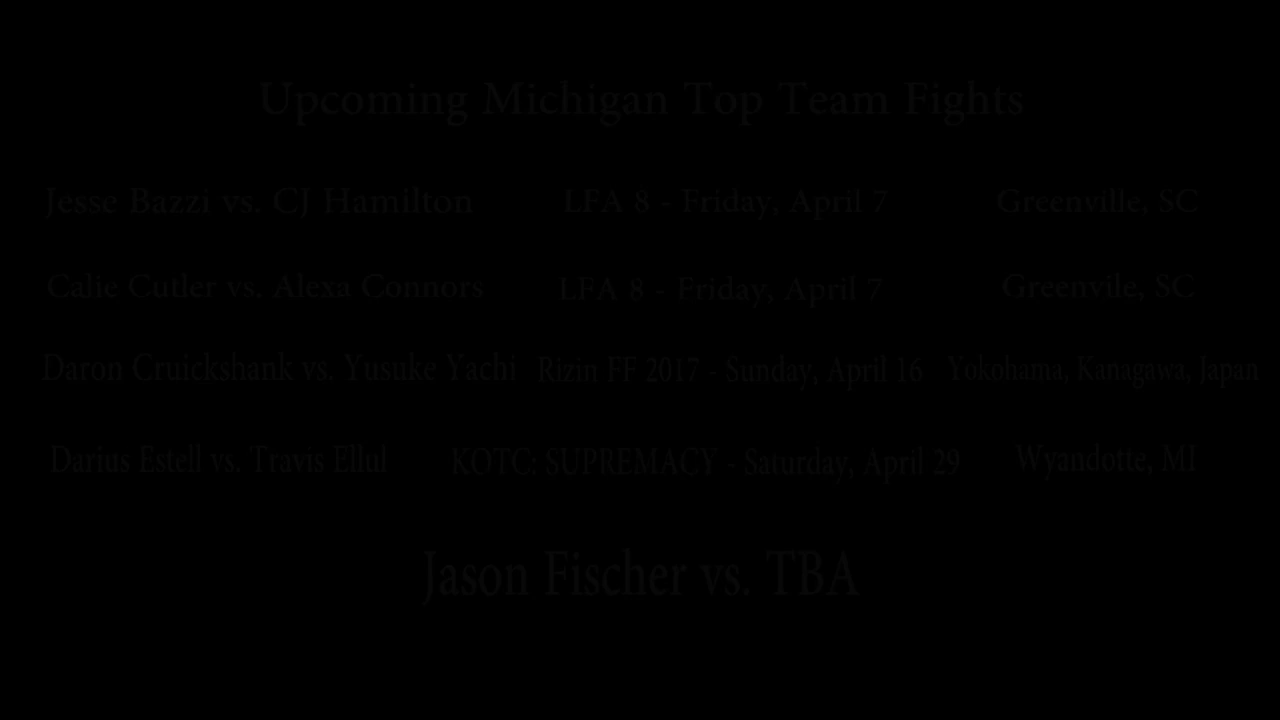 Upcoming Michigan Top Team Fights
Jesse Bazzi vs. CJ Hamilton LFA 8 - Friday, April 7 Greenville, SC
Calie Cutler vs. Alexa Connors LFA 8 - Friday, April 7 Greenvile, SC
Daron Cruickshank vs. Yusuke Yachi Rizin FF 2017 - Sunday, April 16 Yokohama, Kanagawa, Japan
Darius Estell vs. Travis Ellul KOTC: SUPREMACY - Saturday, April 29 Wyandotte, MI
Jason Fischer vs. TBA